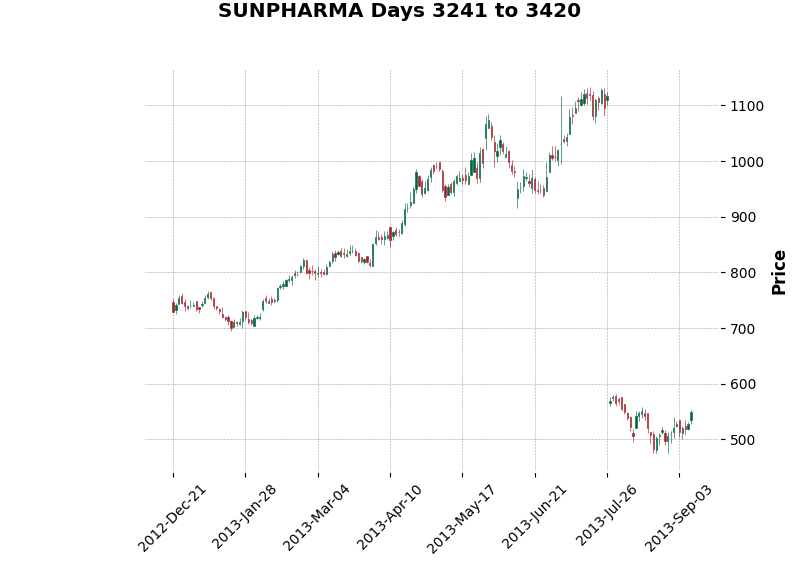 SUNPHARMA Days 3241 to 3420
1100
1000
900
800
700
600
500
Price
2012-Dec-21
2013-Jan-28
2013-Mar-04
2013-Apr-10
2013-May-17
2013-Jun-21
2013-Jul-26
2013-Sep-03